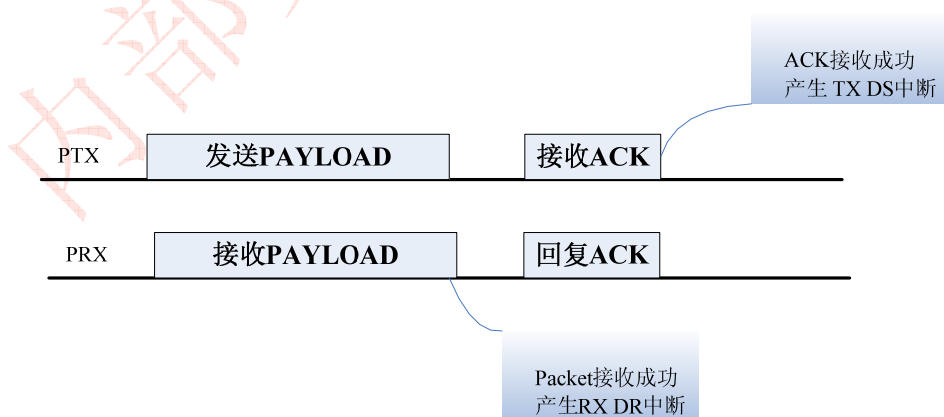 ACK接收成功
产生 TX DS中断
PTX
发送PAYLOAD
接收ACK
PRX
接收PAYLOAD
回复ACK
Packet接收成功
产生RX DR中断
内部